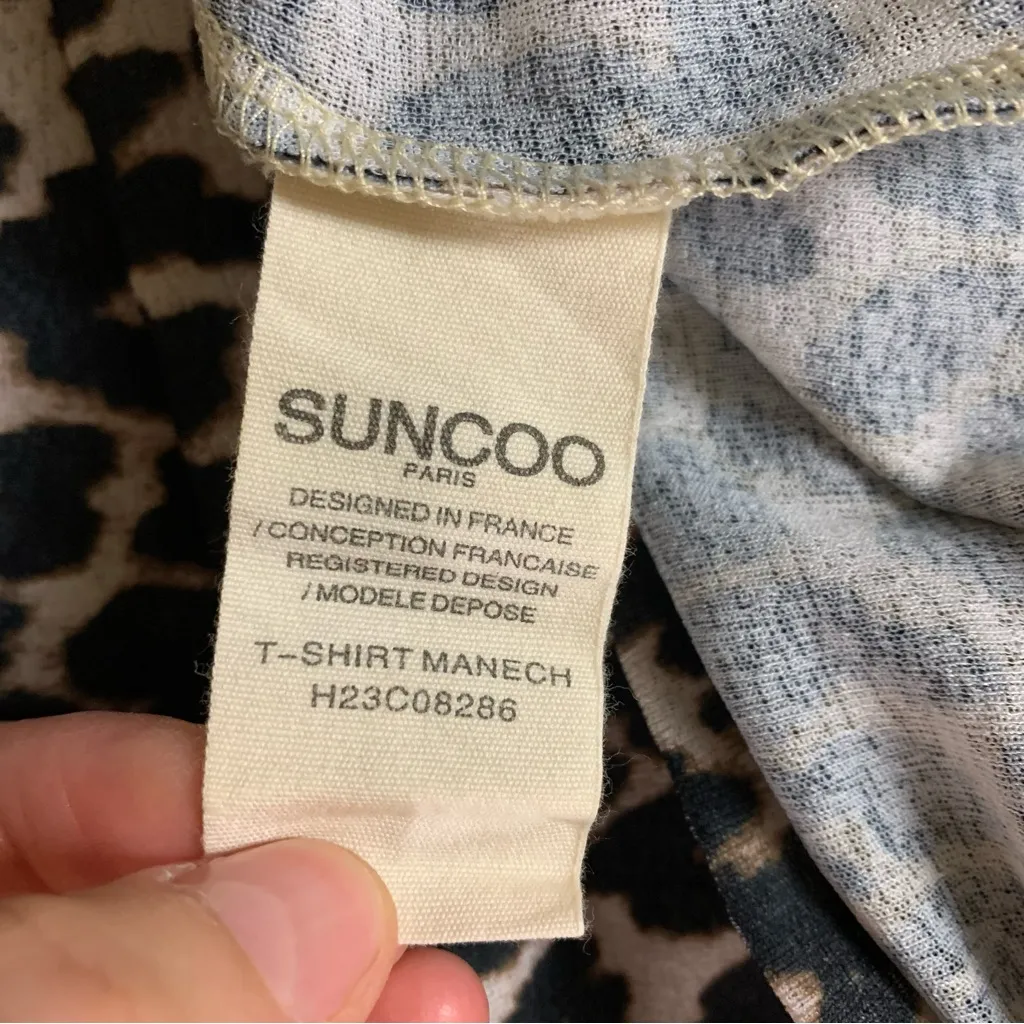 SUNCOO
PARIS
DESIGNED IN FRANCE
/ CONCEPTION FRANCAISE
REGISTERED DESIGN
/ MODELE DEPOSE
T-SHIRT MANECH
H23C08286